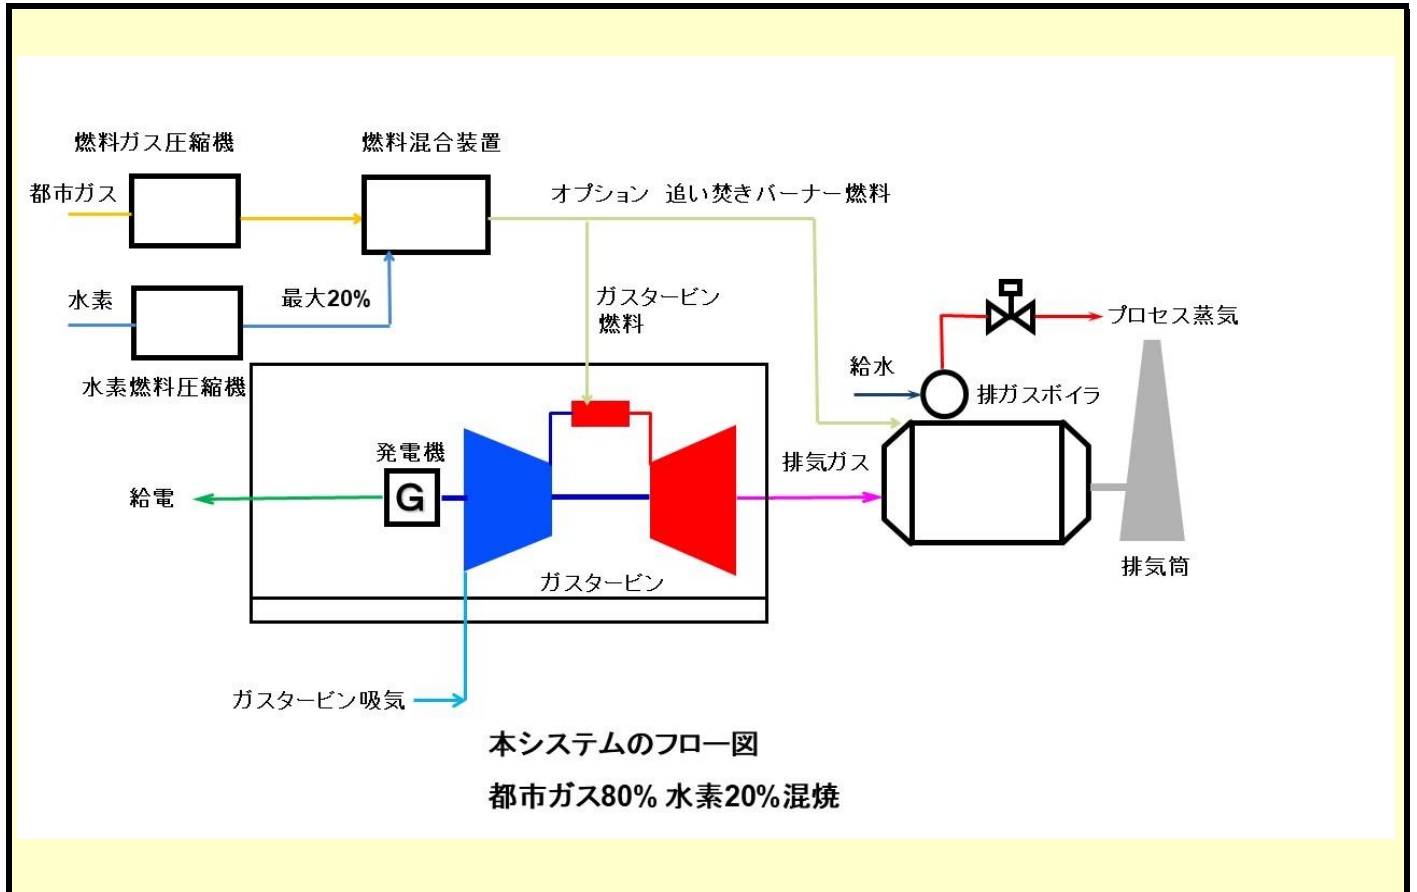 燃料ガス圧縮機
燃料混合装置
都市ガス
オプション 追い焚きバーナー燃料
水素
最大20%
ガスタービン
燃料
プロセス蒸気
水素燃料圧縮機
給水
排ガスボイラ
発電機
G
給電
排気ガス
ガスタービン
排気筒
ガスタービン吸気
本システムのフロー図
都市ガス80% 水素20%混焼